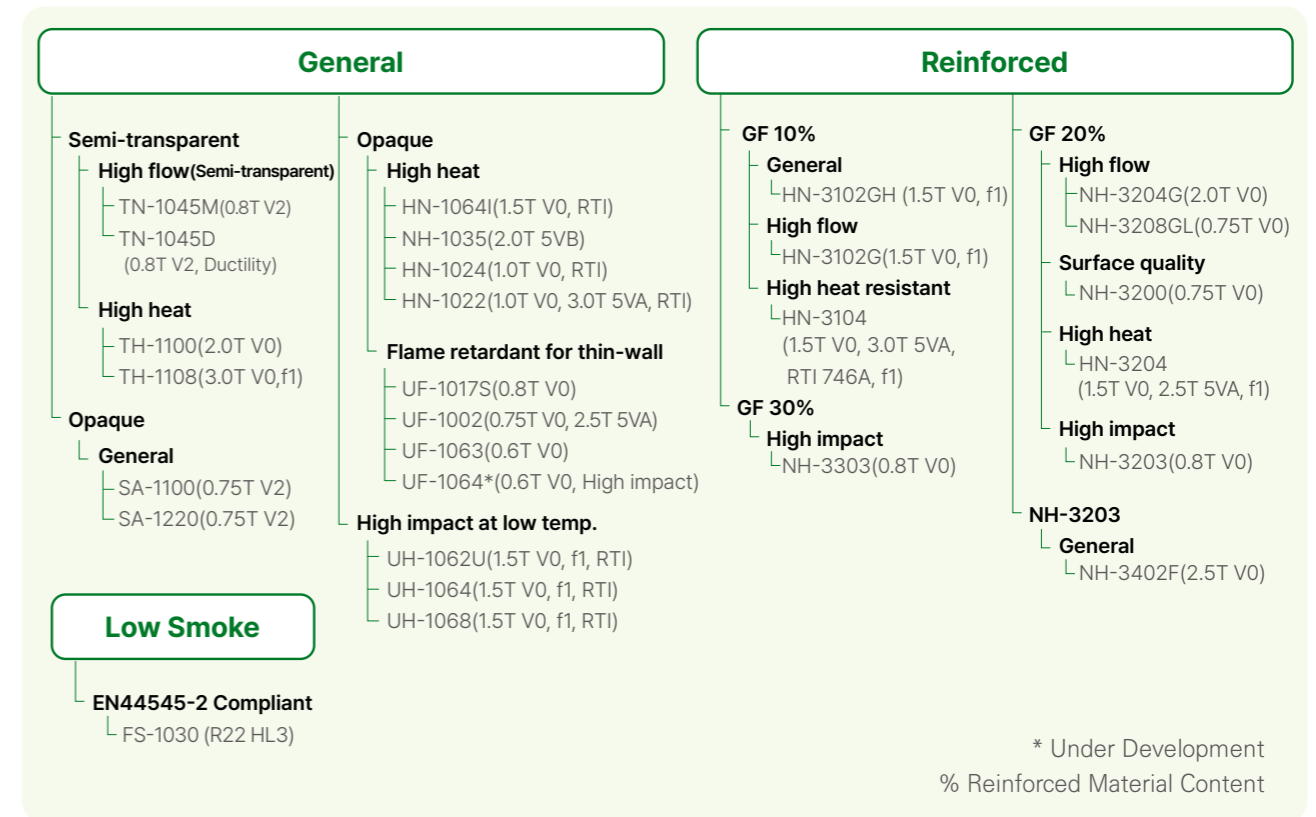 General
Semi-transparent
High flow(Semi-transparent)
TN-1045M(0.8T V2)
TN-1045D
(0.8T V2, Ductility)
High heat
TH-1100(2.0T V0)
TH-1108(3.0T V0,f1)
Opaque
General
SA-1100(0.75T V2)
SA-1220(0.75T V2)
Opaque
High heat
HN-1064I(1.5T V0, RTI)
NH-1035(2.0T 5VB)
HN-1024(1.0T V0, RTI)
HN-1022(1.0T V0, 3.0T 5VA, RTI)
Flame retardant for thin-wall
UF-1017S(0.8T V0)
UF-1002(0.75T V0, 2.5T 5VA)
UF-1063(0.6T V0)
UF-1064*(0.6T V0, High impact)
High impact at low temp.
UH-1062U(1.5T V0, f1, RTI)
UH-1064(1.5T V0, f1, RTI)
UH-1068(1.5T V0, f1, RTI)
Low Smoke
EN44545-2 Compliant
FS-1030 (R22 HL3)
Reinforced
GF 10%
General
HN-3102GH (1.5T V0, f1)
High flow
HN-3102G(1.5T V0, f1)
High heat resistant
HN-3104
(1.5T V0, 3.0T 5VA,
RTI 746A, f1)
GF 30%
High impact
NH-3303(0.8T V0)
GF 20%
High flow
NH-3204G(2.0T V0)
NH-3208GL(0.75T V0)
Surface quality
NH-3200(0.75T V0)
High heat
HN-3204
(1.5T V0, 2.5T 5VA, f1)
High impact
NH-3203(0.8T V0)
NH-3203
General
NH-3402F(2.5T V0)
* Under Development
% Reinforced Material Content